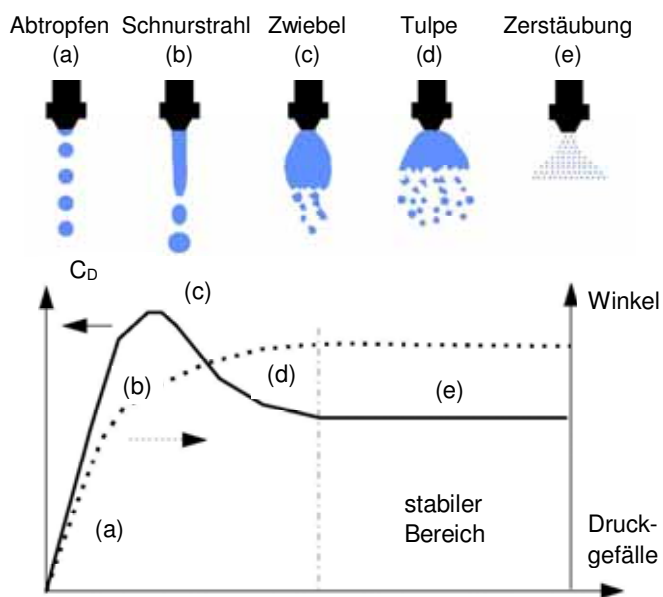 Abtropfen Schnurstrahl Zwiebel Tulpe Zerstäubung
(a) (b) (c) (d) (e)
C_D
(c)
Winkel
(b)
(d)
(e)
(a)
stabiler
Bereich
Druck-
gefälle